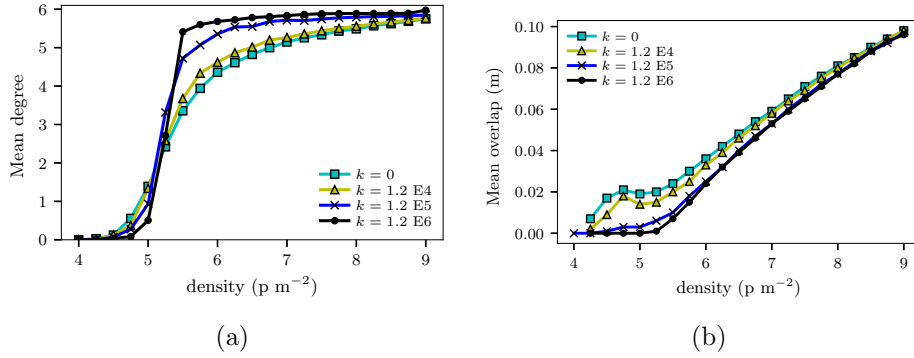 6
5
4
3
2
1
0
Mean degree
k = 0
k = 1.2 E4
k = 1.2 E5
k = 1.2 E6
4 5 6 7 8 9
density (p m⁻²)
(a)
0.10
0.08
0.06
0.04
0.02
0.00
Mean overlap (m)
k = 0
k = 1.2 E4
k = 1.2 E5
k = 1.2 E6
4 5 6 7 8 9
density (p m⁻²)
(b)